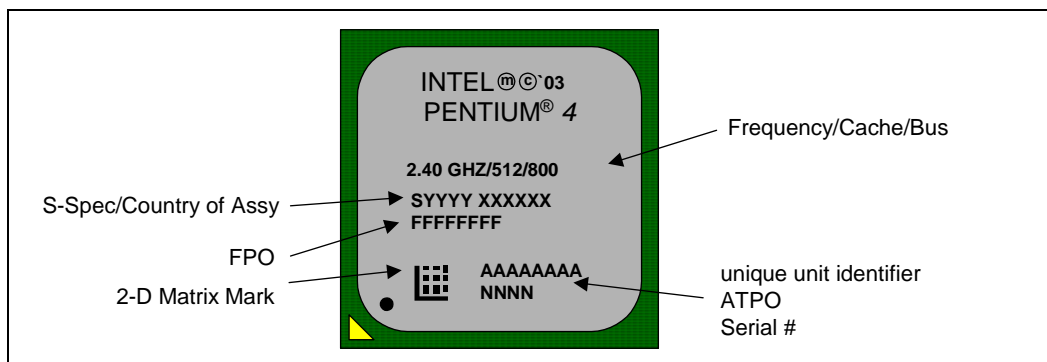 INTEL ⓜ ⓒ `03
PENTIUM® 4
Frequency/Cache/Bus
2.40 GHZ/512/800
S-Spec/Country of Assy
SYYYY XXXXXX
FFFFFFFF
FPO
2-D Matrix Mark
AAAAAAAA
NNNN
unique unit identifier
ATPO
Serial #